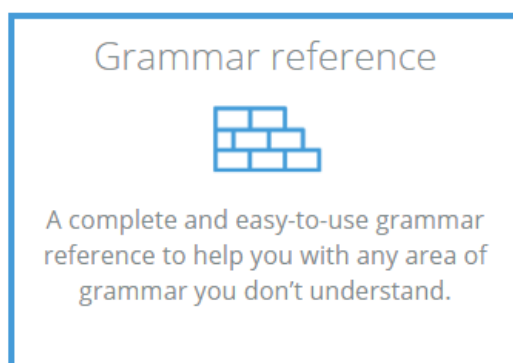 Grammar reference
A complete and easy-to-use grammar
reference to help you with any area of
grammar you don’t understand.